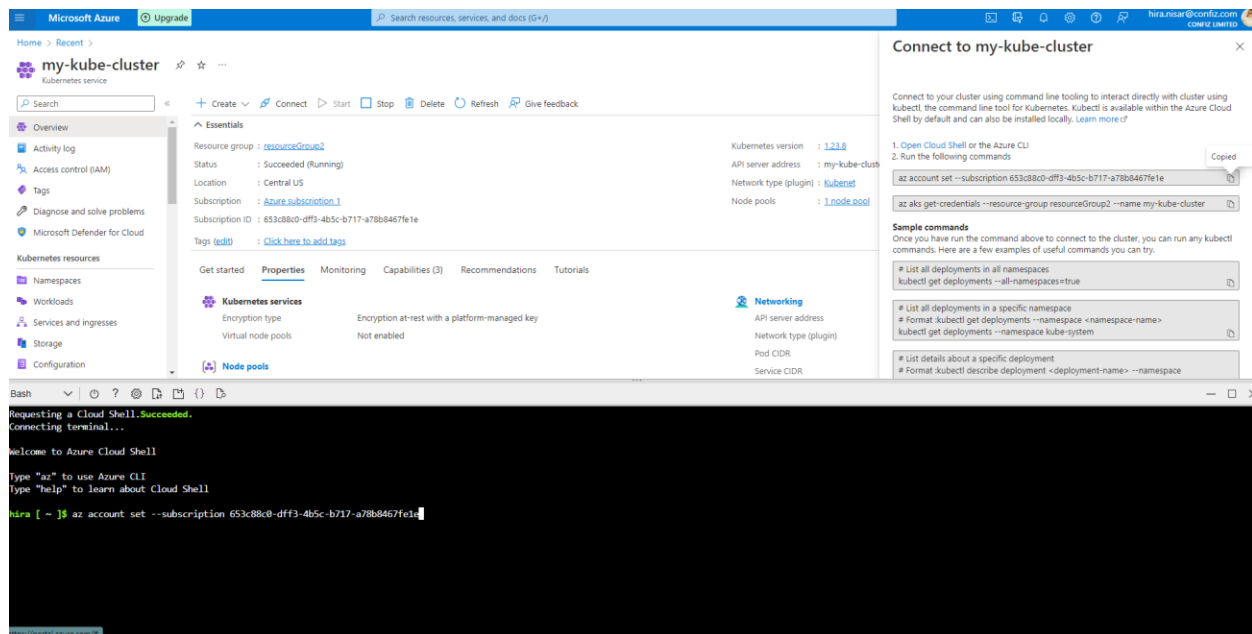 Microsoft Azure
Upgrade
Search resources, services, and docs (G+/)
hira.nisar@confiz.com
CONFIZ LIMITED
Home > Recent >
my-kube-cluster
Kubernetes service
Search
Overview
Activity log
Access control (IAM)
Tags
Diagnose and solve problems
Microsoft Defender for Cloud
Kubernetes resources
Namespaces
Workloads
Services and ingresses
Storage
Configuration
Create
Connect
Start
Stop
Delete
Refresh
Give feedback
Essentials
Resource group : resourceGroup2
Status : Succeeded (Running)
Location : Central US
Subscription : Azure subscription 1
Subscription ID : 653c88c0-dff3-4b5c-b717-a78b8467fe1e
Tags (edit) : Click here to add tags
Kubernetes version : 1.23.8
API server address : my-kube-clust
Network type (plugin) : Kubenet
Node pools : 1 node pool
Get started Properties Monitoring Capabilities (3) Recommendations Tutorials
Kubernetes services
Encryption type Encryption at-rest with a platform-managed key
Virtual node pools Not enabled
Node pools
Networking
API server address
Network type (plugin)
Pod CIDR
Service CIDR
Connect to my-kube-cluster
Connect to your cluster using command line tooling to interact directly with cluster using
kubectl, the command line tool for Kubernetes. Kubectl is available within the Azure Cloud
Shell by default and can also be installed locally. Learn more
1. Open Cloud Shell or the Azure CLI
2. Run the following commands
Copied
az account set --subscription 653c88c0-dff3-4b5c-b717-a78b8467fe1e
az aks get-credentials --resource-group resourceGroup2 --name my-kube-cluster
Sample commands
Once you have run the command above to connect to the cluster, you can run any kubectl
commands. Here are a few examples of useful commands you can try.
# List all deployments in all namespaces
kubectl get deployments --all-namespaces=true
# List all deployments in a specific namespace
# Format :kubectl get deployments --namespace <namespace-name>
kubectl get deployments --namespace kube-system
# List details about a specific deployment
# Format :kubectl describe deployment <deployment-name> --namespace
Bash
Requesting a Cloud Shell.Succeeded.
Connecting terminal...
Welcome to Azure Cloud Shell
Type "az" to use Azure CLI
Type "help" to learn about Cloud Shell
hira [ ~ ]$ az account set --subscription 653c88c0-dff3-4b5c-b717-a78b8467fe1e